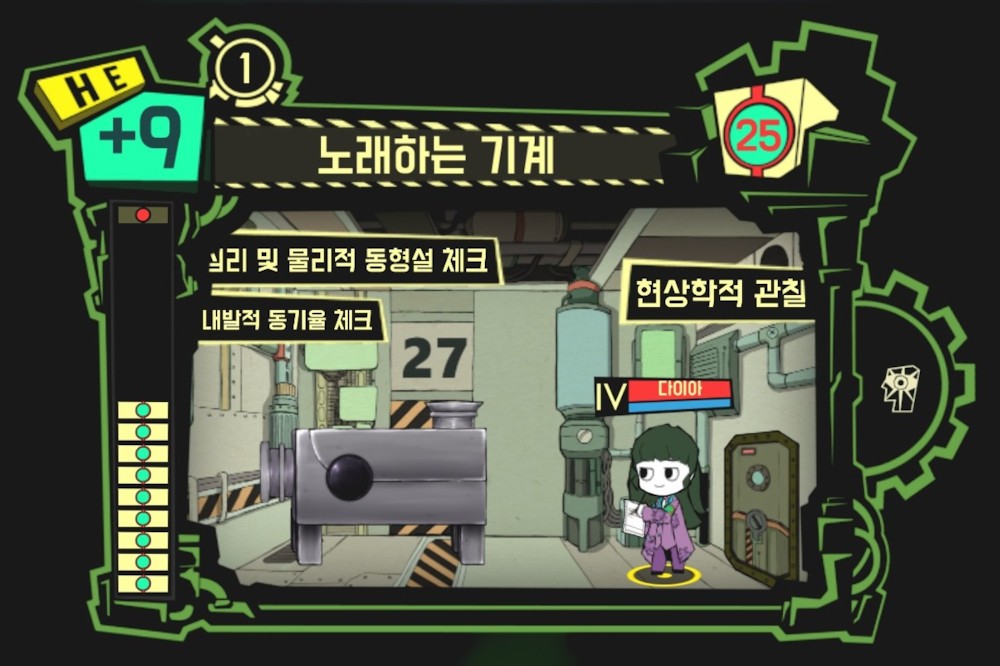 HE
1
+9
25
노래하는 기계
심리 및 물리적 동형설 체크
현상학적 관찰
내발적 동기율 체크
27
IV
다이아